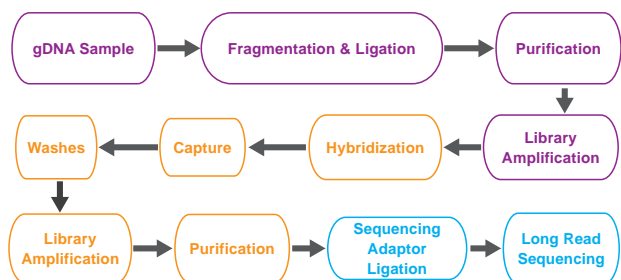 gDNA Sample
Fragmentation & Ligation
Purification
Library
Amplification
Hybridization
Capture
Washes
Library
Amplification
Purification
Sequencing
Adaptor
Ligation
Long Read
Sequencing